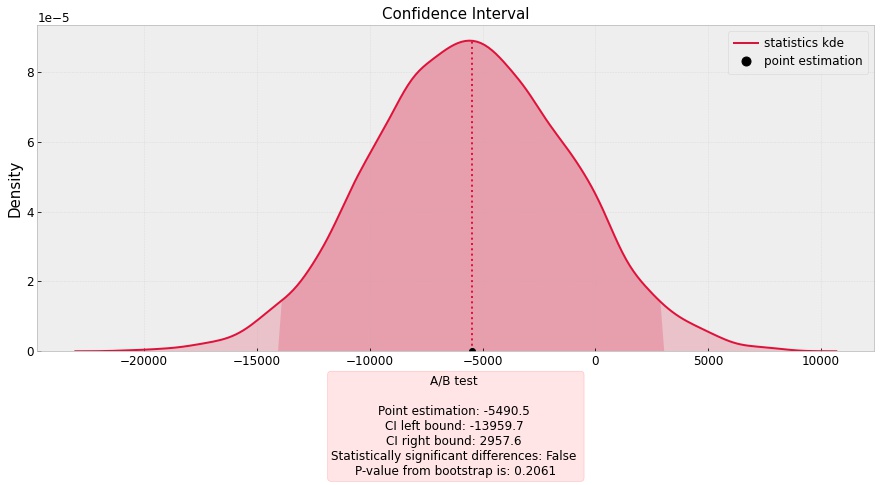 Confidence Interval
1e−5
statistics kde
point estimation
8
6
4
2
0
Density
−20000 −15000 −10000 −5000 0 5000 10000
A/B test
Point estimation: -5490.5
CI left bound: -13959.7
CI right bound: 2957.6
Statistically significant differences: False
P-value from bootstrap is: 0.2061